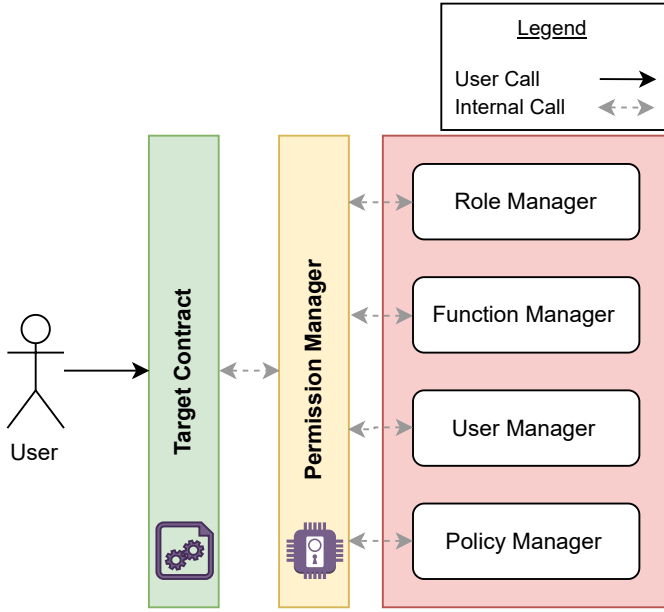 Legend
User Call
Internal Call
Role Manager
Function Manager
User Manager
Policy Manager
Permission Manager
Target Contract
User